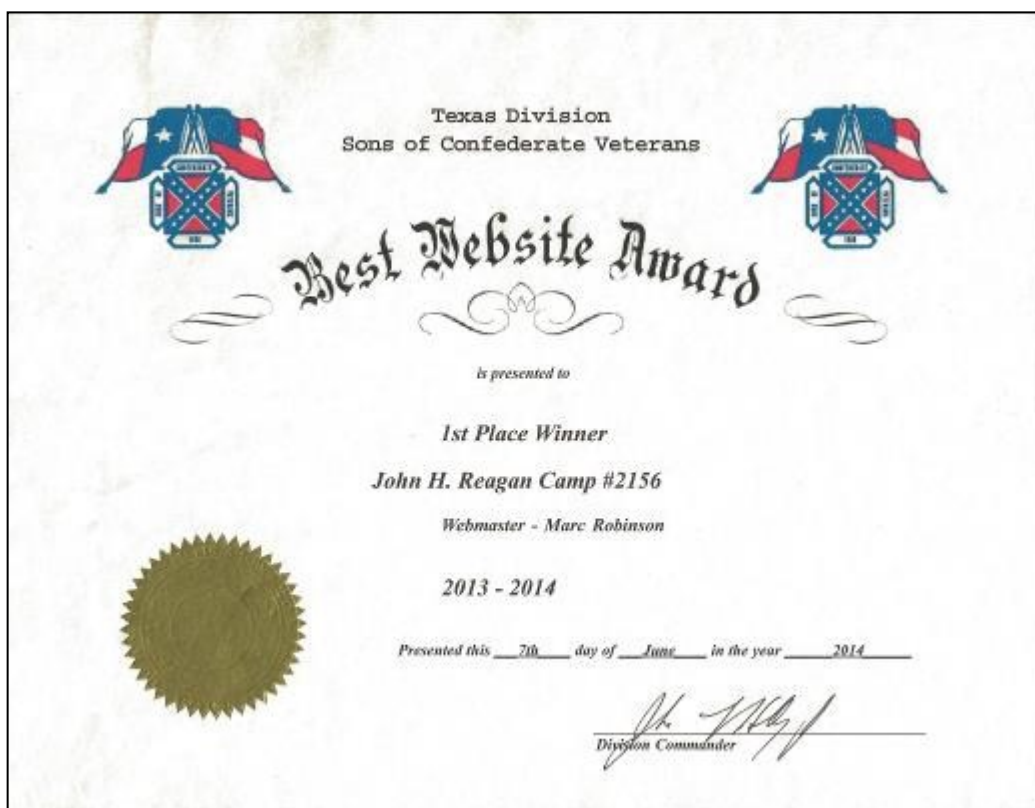 Texas Division
Sons of Confederate Veterans
Best Website Award
is presented to
1st Place Winner
John H. Reagan Camp #2156
Webmaster - Marc Robinson
2013 - 2014
Presented this 7th day of June in the year 2014
Division Commander